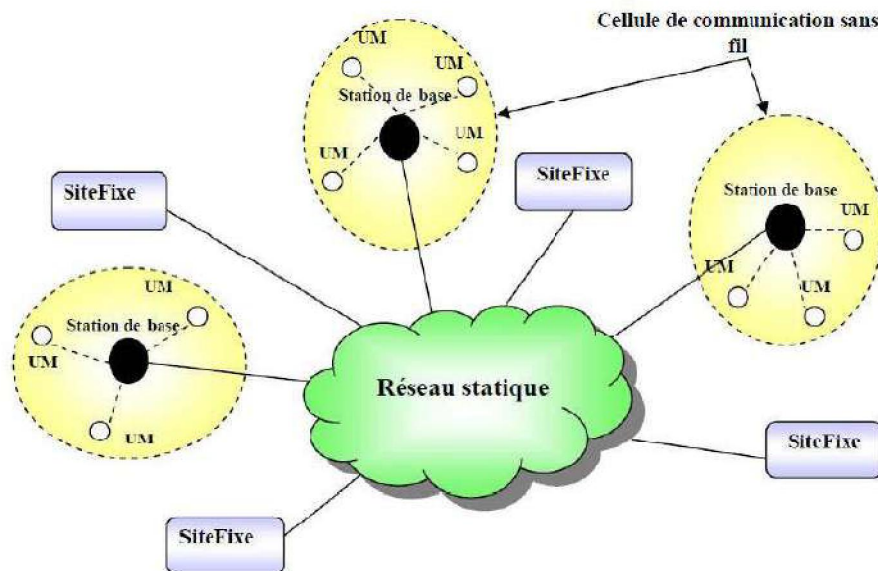 Cellule de communication sans
fil
UM
UM
Station de base
UM
UM
SiteFixe
SiteFixe
Station de base
UM
UM
UM
UM
Station de base
UM
UM
Réseau statique
SiteFixe
SiteFixe